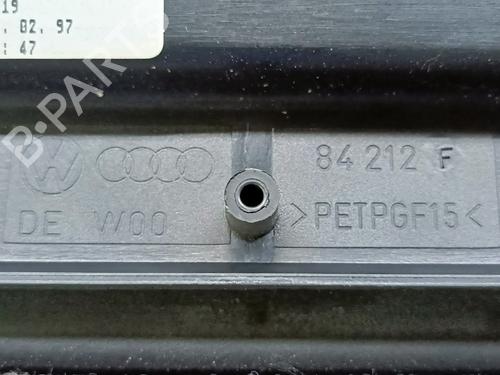 19
. 02. 97
: 47
B-PARTS
84 212 F
DE W00
>PETPGF15<